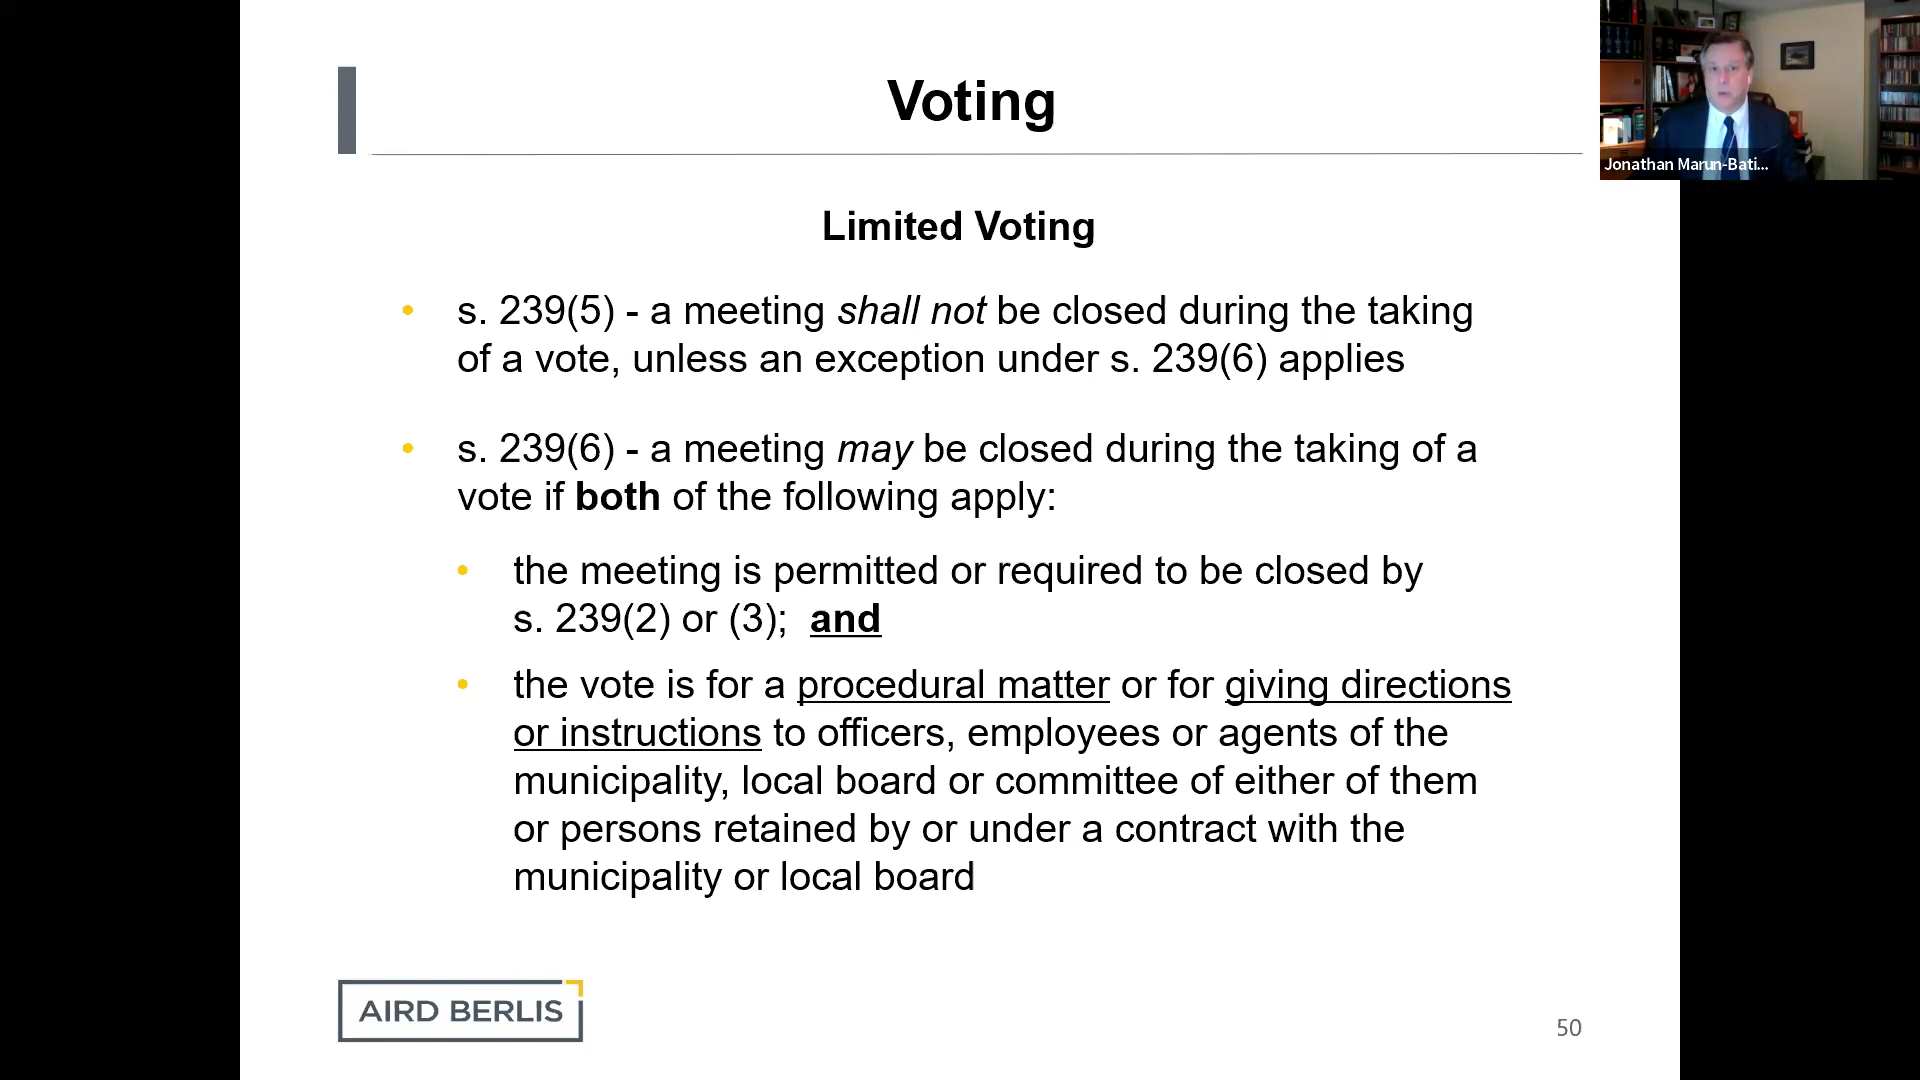 Voting
Jonathan Marun-Bati...
Limited Voting
• s. 239(5) - a meeting shall not be closed during the taking
of a vote, unless an exception under s. 239(6) applies
• s. 239(6) - a meeting may be closed during the taking of a
vote if both of the following apply:
• the meeting is permitted or required to be closed by
s. 239(2) or (3); and
• the vote is for a procedural matter or for giving directions
or instructions to officers, employees or agents of the
municipality, local board or committee of either of them
or persons retained by or under a contract with the
municipality or local board
AIRD BERLIS
50